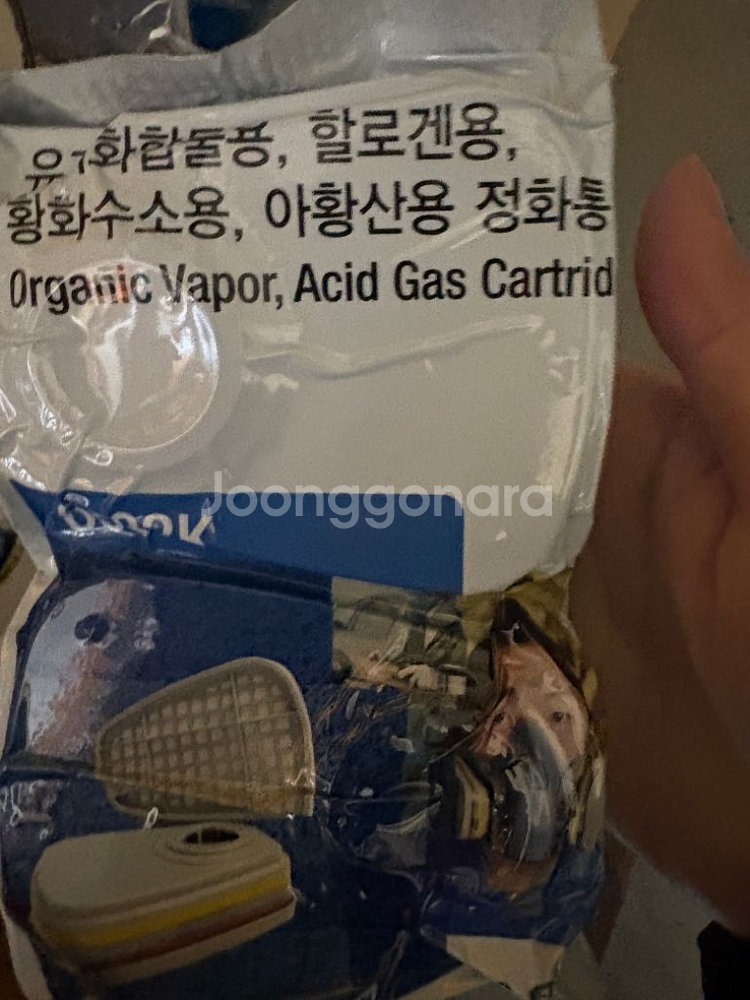 유기화합물용, 할로겐용,
황화수소용, 아황산용 정화통
Organic Vapor, Acid Gas Cartrid
Joonggonara